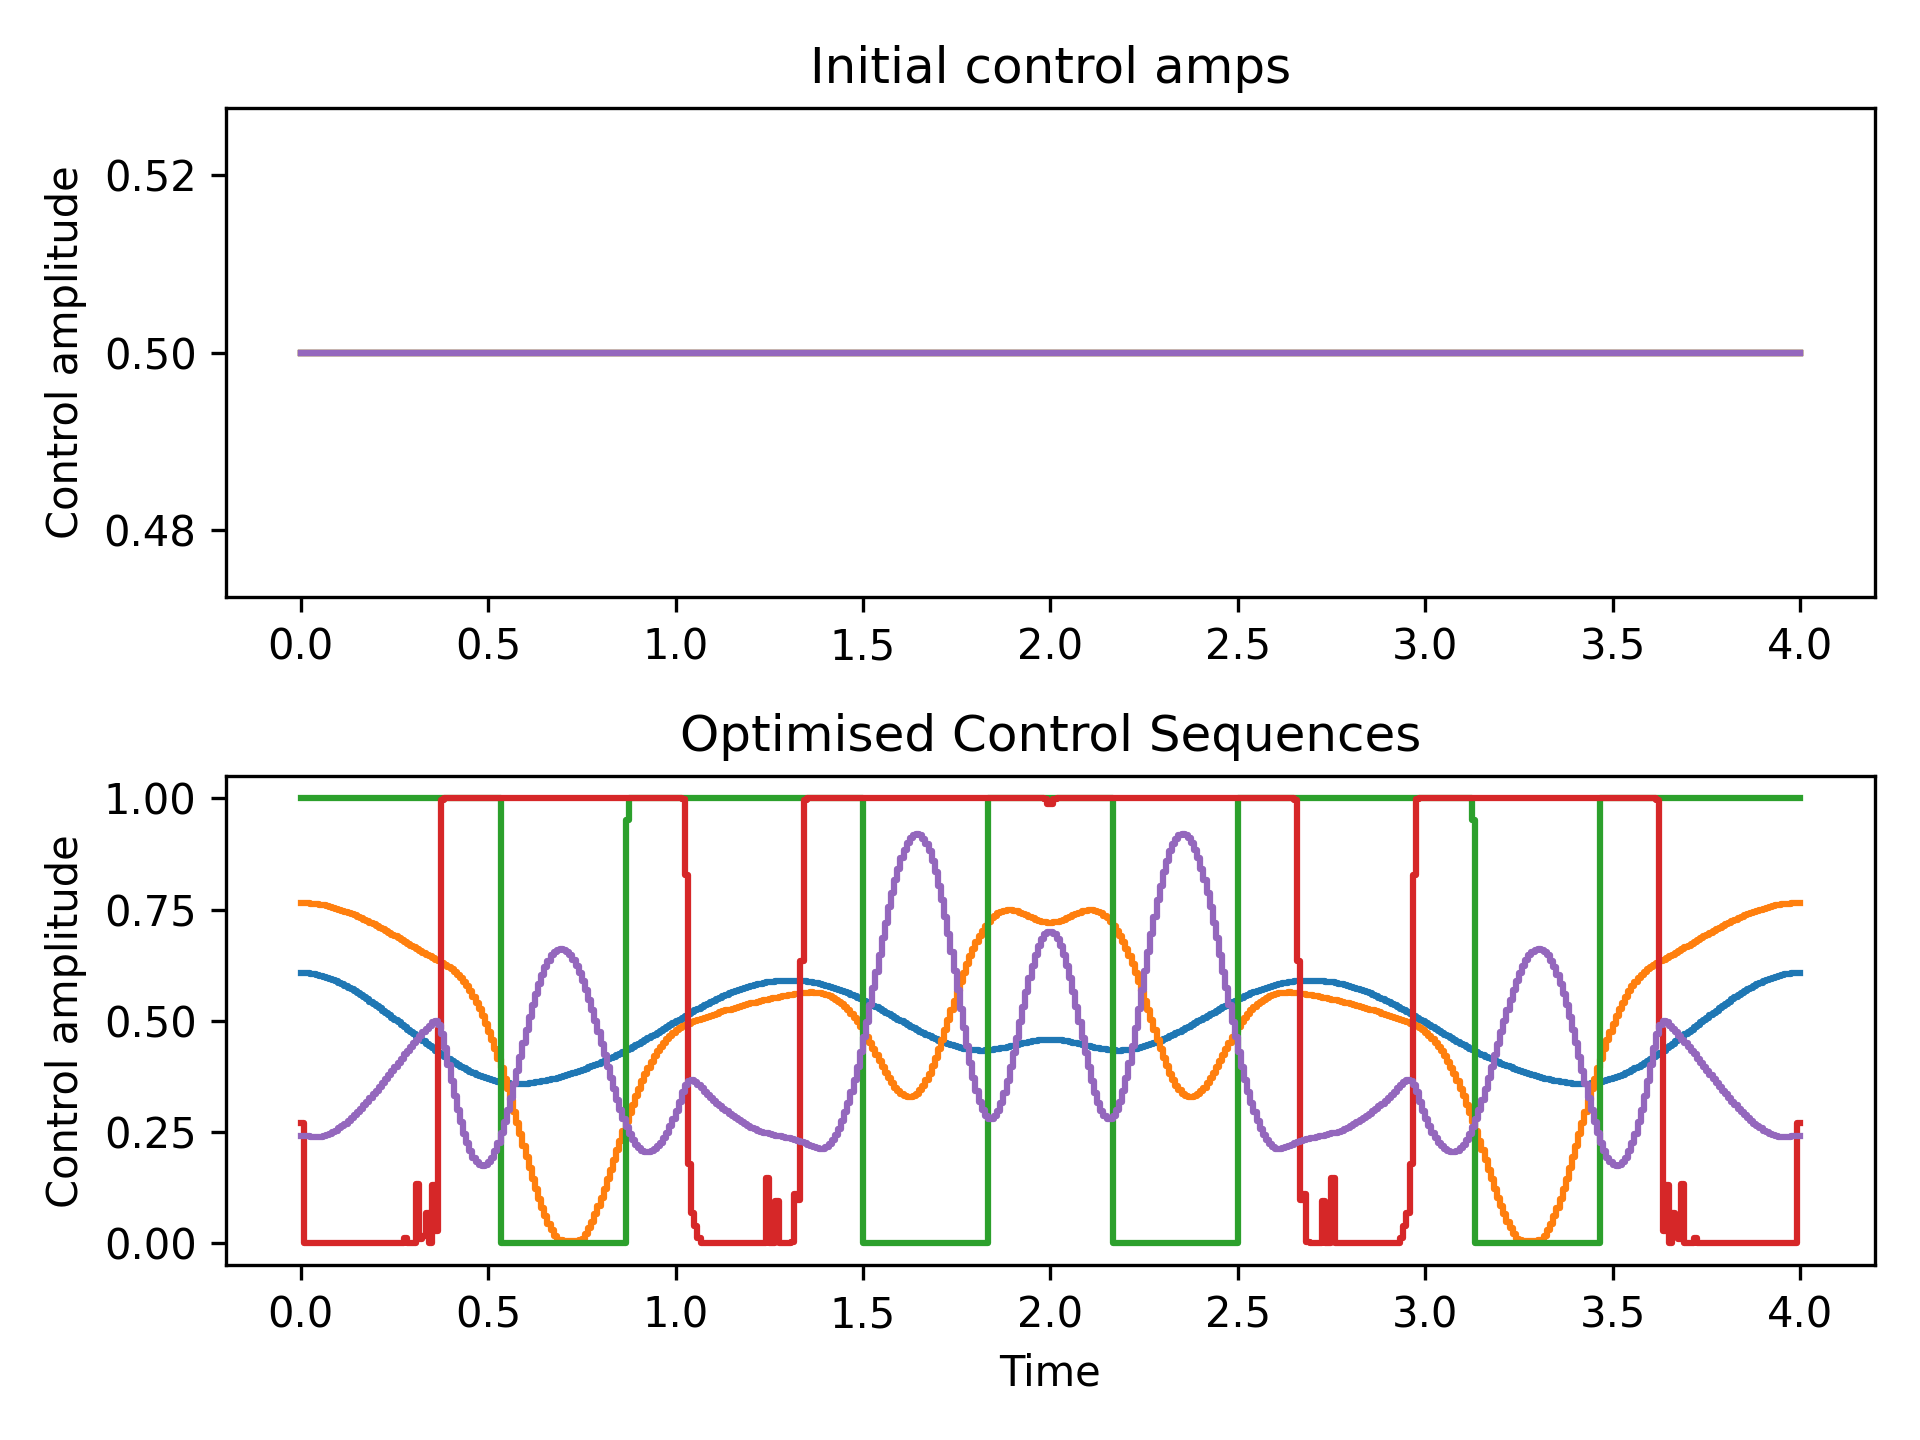 Initial control amps
Control amplitude
0.52
0.50
0.48
0.0 0.5 1.0 1.5 2.0 2.5 3.0 3.5 4.0
Optimised Control Sequences
Control amplitude
1.00
0.75
0.50
0.25
0.00
0.0 0.5 1.0 1.5 2.0 2.5 3.0 3.5 4.0
Time